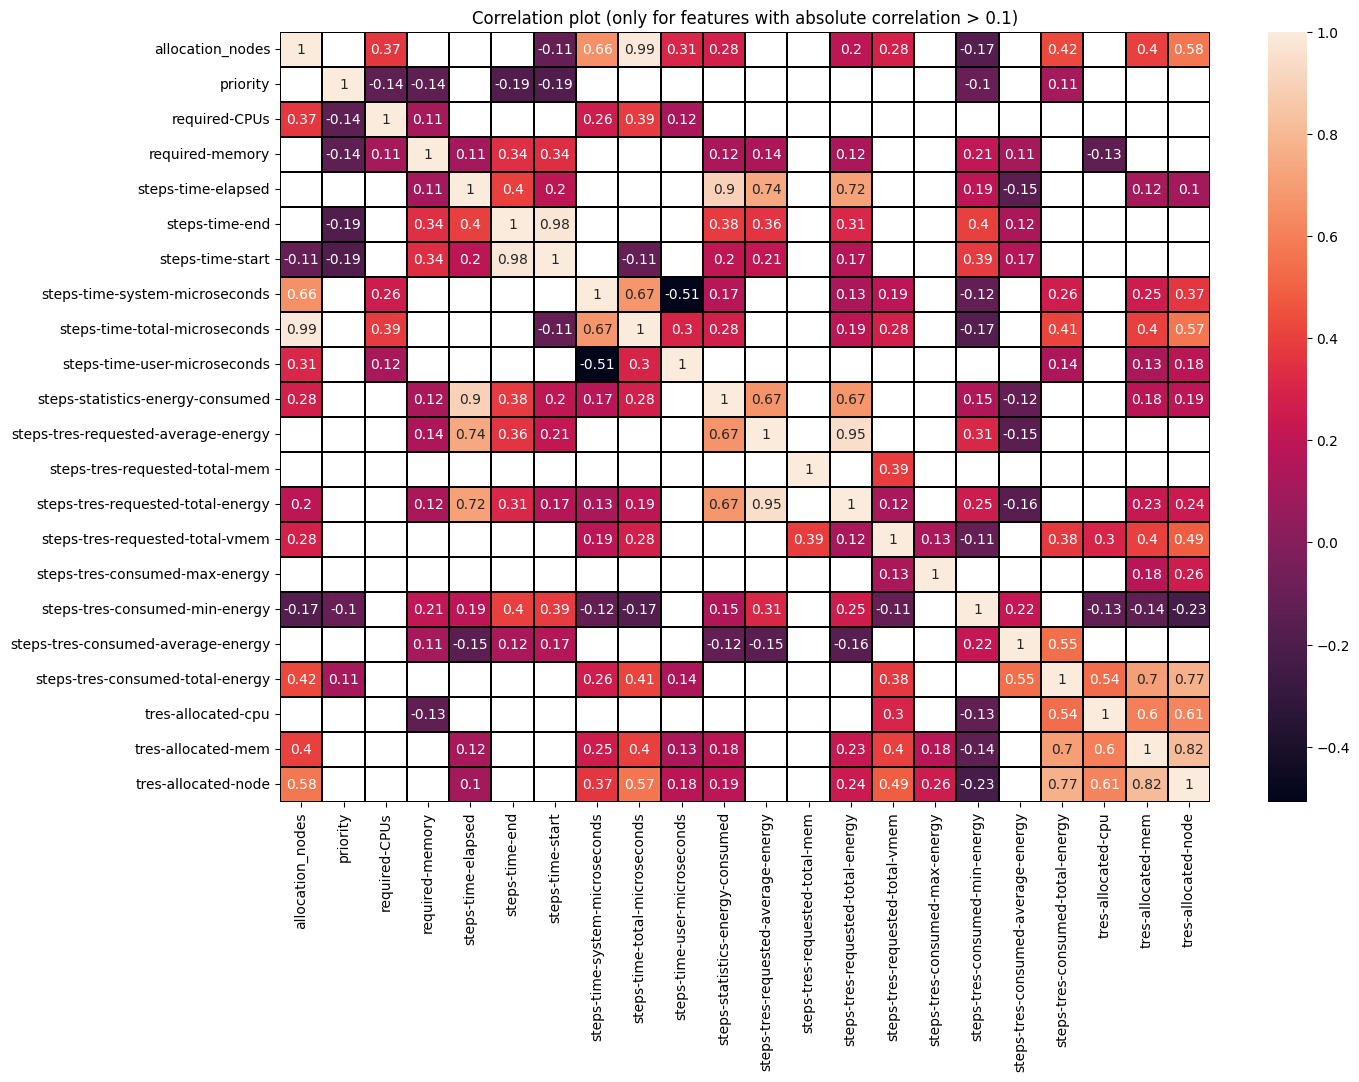 Correlation plot (only for features with absolute correlation > 0.1)
allocation_nodes 1 0.37 -0.11 0.66 0.99 0.31 0.28 0.2 0.28 -0.17 0.42 0.4 0.58
priority 1 -0.14 -0.14 -0.19 -0.19 -0.1 0.11
required-CPUs 0.37 -0.14 1 0.11 0.26 0.39 0.12
required-memory -0.14 0.11 1 0.11 0.34 0.34 0.12 0.14 0.12 0.21 0.11 -0.13
steps-time-elapsed 0.11 1 0.4 0.2 0.9 0.74 0.72 0.19 -0.15 0.12 0.1
steps-time-end -0.19 0.34 0.4 1 0.98 0.38 0.36 0.31 0.4 0.12
steps-time-start -0.11 -0.19 0.34 0.2 0.98 1 -0.11 0.2 0.21 0.17 0.39 0.17
steps-time-system-microseconds 0.66 0.26 1 0.67 -0.51 0.17 0.13 0.19 -0.12 0.26 0.25 0.37
steps-time-total-microseconds 0.99 0.39 -0.11 0.67 1 0.3 0.28 0.19 0.28 -0.17 0.41 0.4 0.57
steps-time-user-microseconds 0.31 0.12 -0.51 0.3 1 0.14 0.13 0.18
steps-statistics-energy-consumed 0.28 0.12 0.9 0.38 0.2 0.17 0.28 1 0.67 0.67 0.15 -0.12 0.18 0.19
steps-tres-requested-average-energy 0.14 0.74 0.36 0.21 0.67 1 0.95 0.31 -0.15
steps-tres-requested-total-mem 1 0.39
steps-tres-requested-total-energy 0.2 0.12 0.72 0.31 0.17 0.13 0.19 0.67 0.95 1 0.12 0.25 -0.16 0.23 0.24
steps-tres-requested-total-vmem 0.28 0.19 0.28 0.39 0.12 1 0.13 -0.11 0.38 0.3 0.4 0.49
steps-tres-consumed-max-energy 0.13 1 0.18 0.26
steps-tres-consumed-min-energy -0.17 -0.1 0.21 0.19 0.4 0.39 -0.12 -0.17 0.15 0.31 0.25 -0.11 1 0.22 -0.13 -0.14 -0.23
steps-tres-consumed-average-energy 0.11 -0.15 0.12 0.17 -0.12 -0.15 -0.16 0.22 1 0.55
steps-tres-consumed-total-energy 0.42 0.11 0.26 0.41 0.14 0.38 0.55 1 0.54 0.7 0.77
tres-allocated-cpu -0.13 0.3 -0.13 0.54 1 0.6 0.61
tres-allocated-mem 0.4 0.12 0.25 0.4 0.13 0.18 0.23 0.4 0.18 -0.14 0.7 0.6 1 0.82
tres-allocated-node 0.58 0.1 0.37 0.57 0.18 0.19 0.24 0.49 0.26 -0.23 0.77 0.61 0.82 1
allocation_nodes
priority
required-CPUs
required-memory
steps-time-elapsed
steps-time-end
steps-time-start
steps-time-system-microseconds
steps-time-total-microseconds
steps-time-user-microseconds
steps-statistics-energy-consumed
steps-tres-requested-average-energy
steps-tres-requested-total-mem
steps-tres-requested-total-energy
steps-tres-requested-total-vmem
steps-tres-consumed-max-energy
steps-tres-consumed-min-energy
steps-tres-consumed-average-energy
steps-tres-consumed-total-energy
tres-allocated-cpu
tres-allocated-mem
tres-allocated-node
1.0
0.8
0.6
0.4
0.2
0.0
−0.2
−0.4